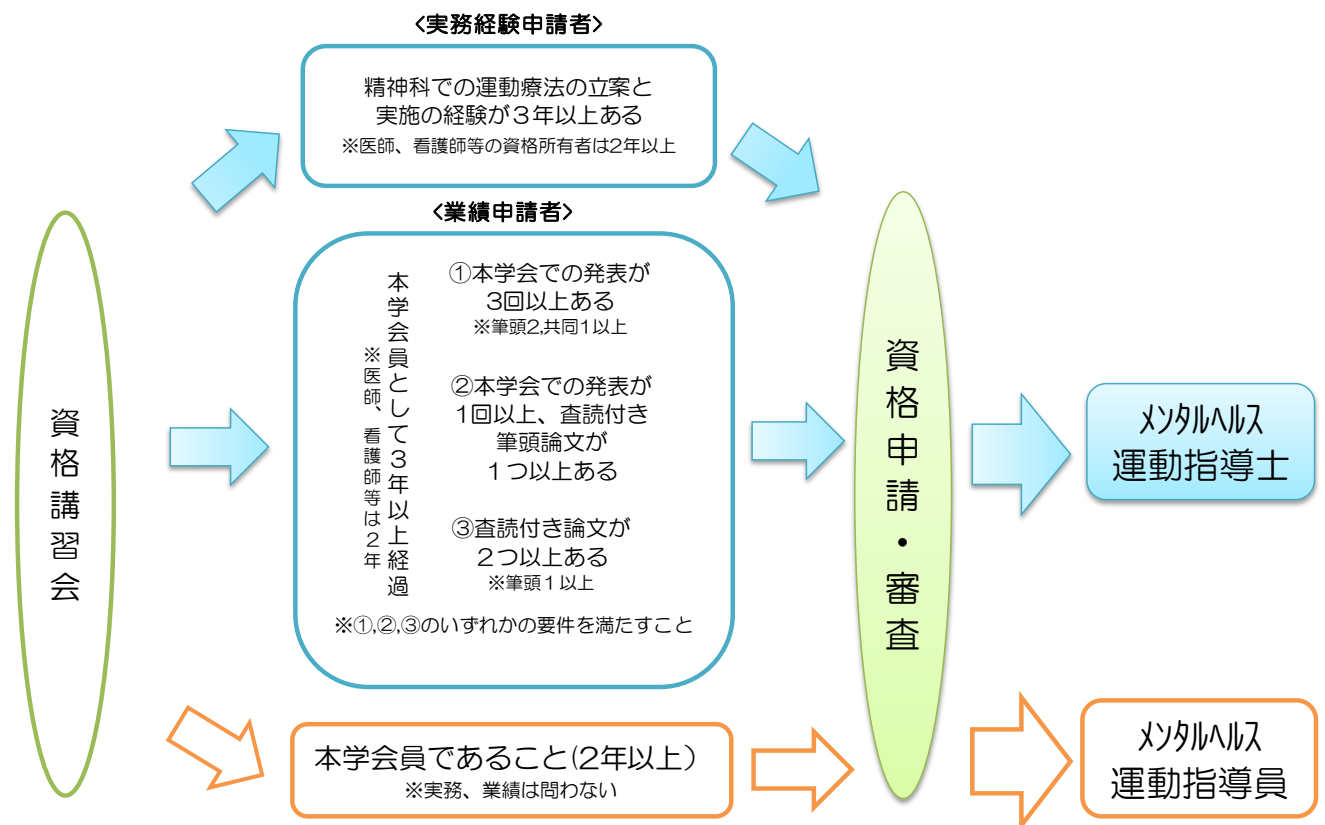 <実務経験申請者>
精神科での運動療法の立案と
実施の経験が３年以上ある
※医師、看護師等の資格所有者は2年以上
<業績申請者>
資格講習会
本学会員として３年以上経過
※医師、看護師等は２年
①本学会での発表が
3回以上ある
※筆頭2,共同1以上
②本学会での発表が
1回以上、査読付き
筆頭論文が
１つ以上ある
③査読付き論文が
２つ以上ある
※筆頭１以上
※①,②,③のいずれかの要件を満たすこと
本学会員であること(2年以上）
※実務、業績は問わない
資格申請・審査
ﾒﾝﾀﾙﾍﾙｽ
運動指導士
ﾒﾝﾀﾙﾍﾙｽ
運動指導員